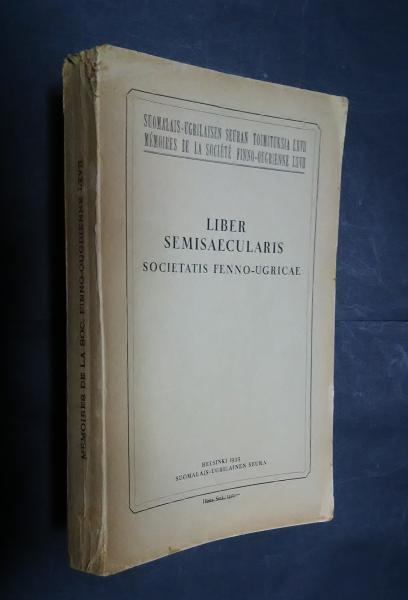 SUOMALAIS-UGRILAISEN SEURAN TOIMITUKSIA LXVII
MÉMOIRES DE LA SOCIÉTÉ FINNO-OUGRIENNE LXVII
LIBER
SEMISAECULARIS
SOCIETATIS FENNO-UGRICAE
HELSINKI 1933
SUOMALAIS-UGRILAINEN SEURA
MÉMOIRES DE LA SOC. FINNO-OUGRIENNE LXVII